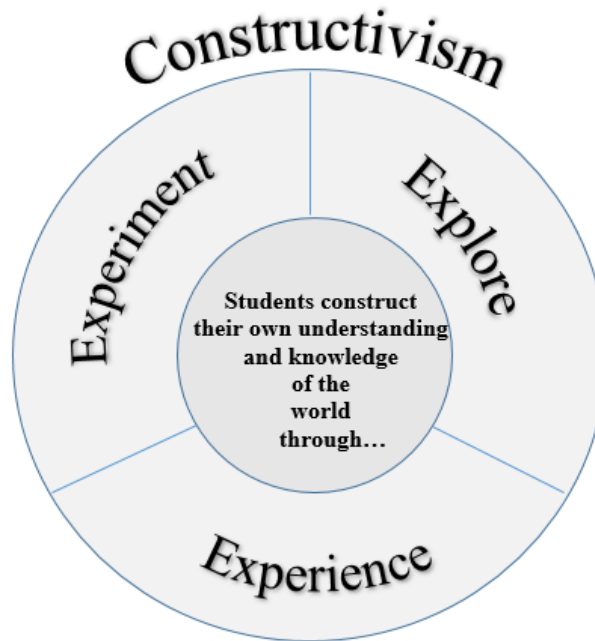 Constructivism
Experiment
Explore
Students construct
their own understanding
and knowledge
of the
world
through...
Experience